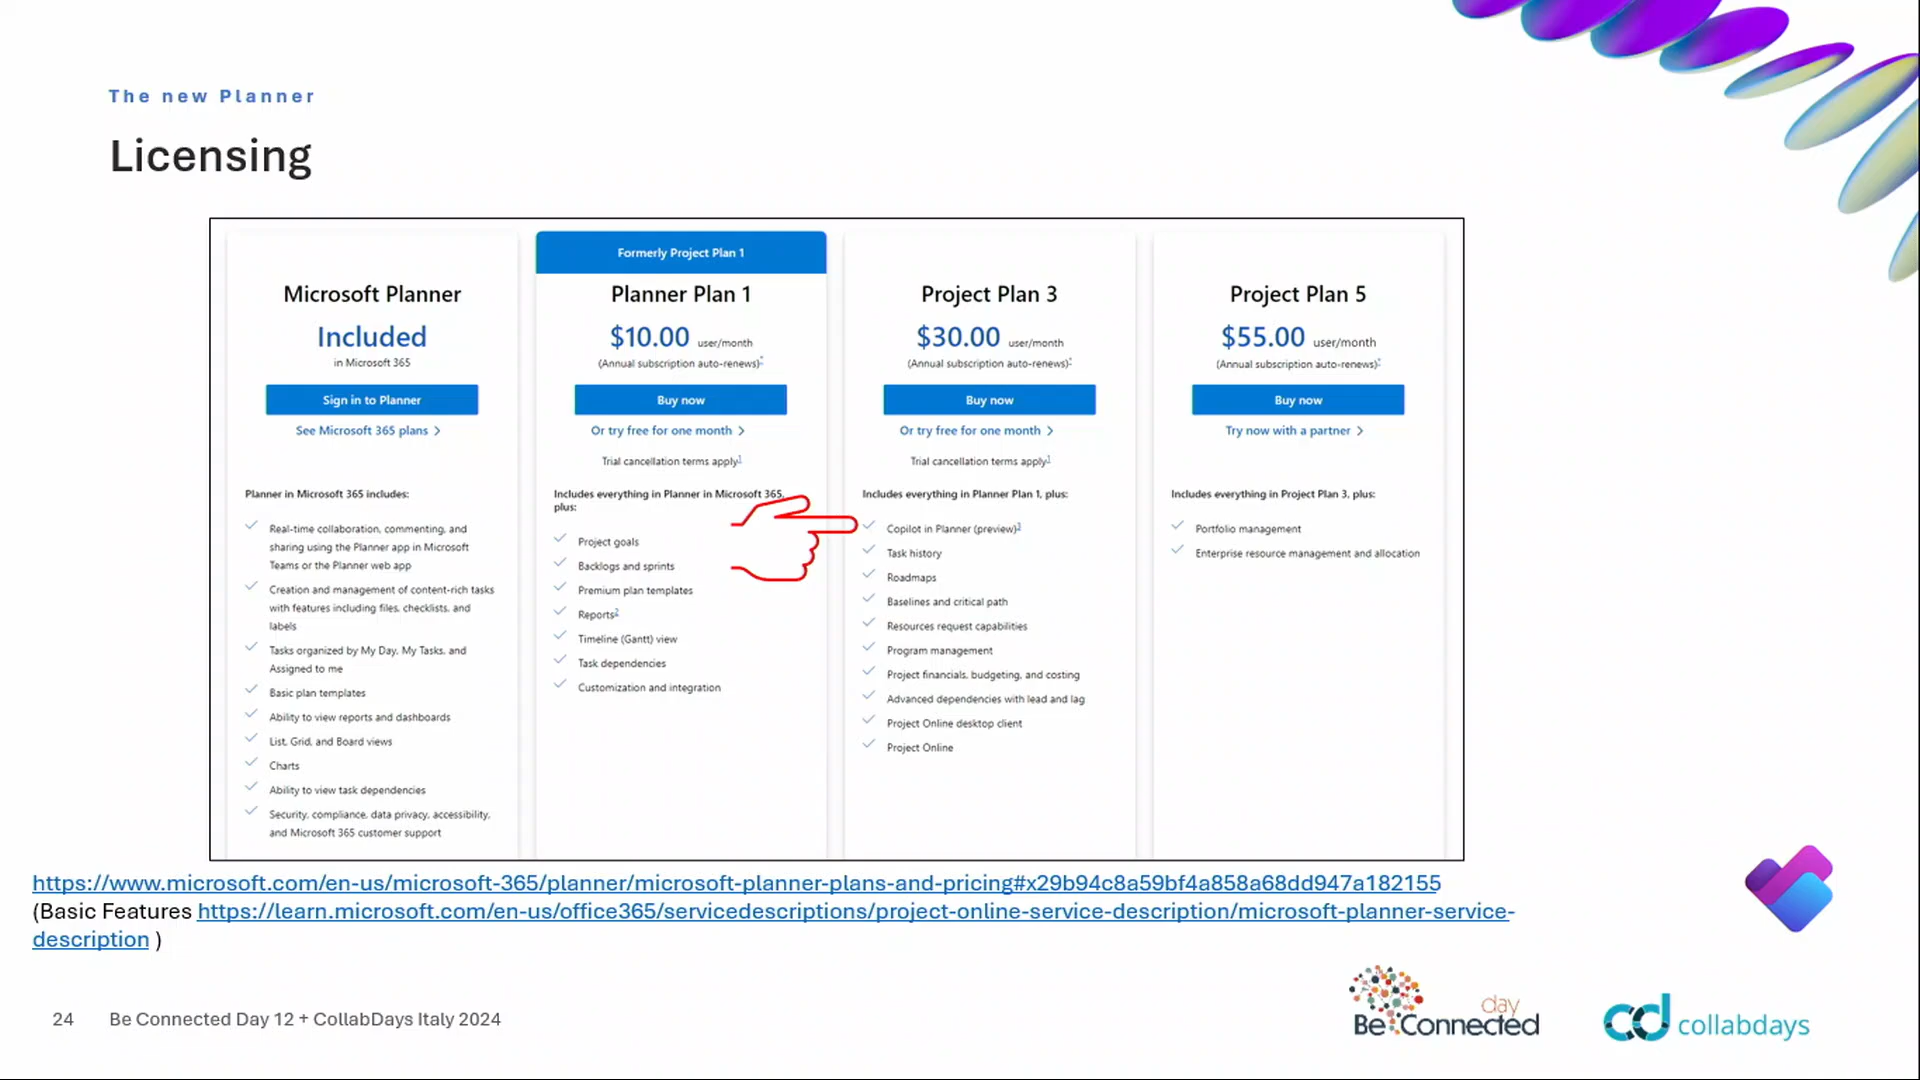 The new Planner
Licensing
Microsoft Planner
Included
in Microsoft 365
Sign in to Planner
See Microsoft 365 plans >
Planner in Microsoft 365 includes:
Real-time collaboration, commenting, and
sharing using the Planner app in Microsoft
Teams or the Planner web app
Creation and management of content-rich tasks
with features including files, checklists, and
labels
Tasks organized by My Day, My Tasks, and
Assigned to me
Basic plan templates
Ability to view reports and dashboards
List, Grid, and Board views
Charts
Ability to view task dependencies
Security, compliance, data privacy, accessibility,
and Microsoft 365 customer support
Formerly Project Plan 1
Planner Plan 1
$10.00 user/month
(Annual subscription auto-renews)*
Buy now
Or try free for one month >
Trial cancellation terms apply1
Includes everything in Planner in Microsoft 365,
plus:
Project goals
Backlogs and sprints
Premium plan templates
Reports2
Timeline (Gantt) view
Task dependencies
Customization and integration
Project Plan 3
$30.00 user/month
(Annual subscription auto-renews)*
Buy now
Or try free for one month >
Trial cancellation terms apply1
Includes everything in Planner Plan 1, plus:
Copilot in Planner (preview)3
Task history
Roadmaps
Baselines and critical path
Resources request capabilities
Program management
Project financials, budgeting, and costing
Advanced dependencies with lead and lag
Project Online desktop client
Project Online
Project Plan 5
$55.00 user/month
(Annual subscription auto-renews)*
Buy now
Try now with a partner >
Includes everything in Project Plan 3, plus:
Portfolio management
Enterprise resource management and allocation
https://www.microsoft.com/en-us/microsoft-365/planner/microsoft-planner-plans-and-pricing#x29b94c8a59bf4a858a68dd947a182155
(Basic Features https://learn.microsoft.com/en-us/office365/servicedescriptions/project-online-service-description/microsoft-planner-service-
description )
24 Be Connected Day 12 + CollabDays Italy 2024
day
Be Connected
cd collabdays